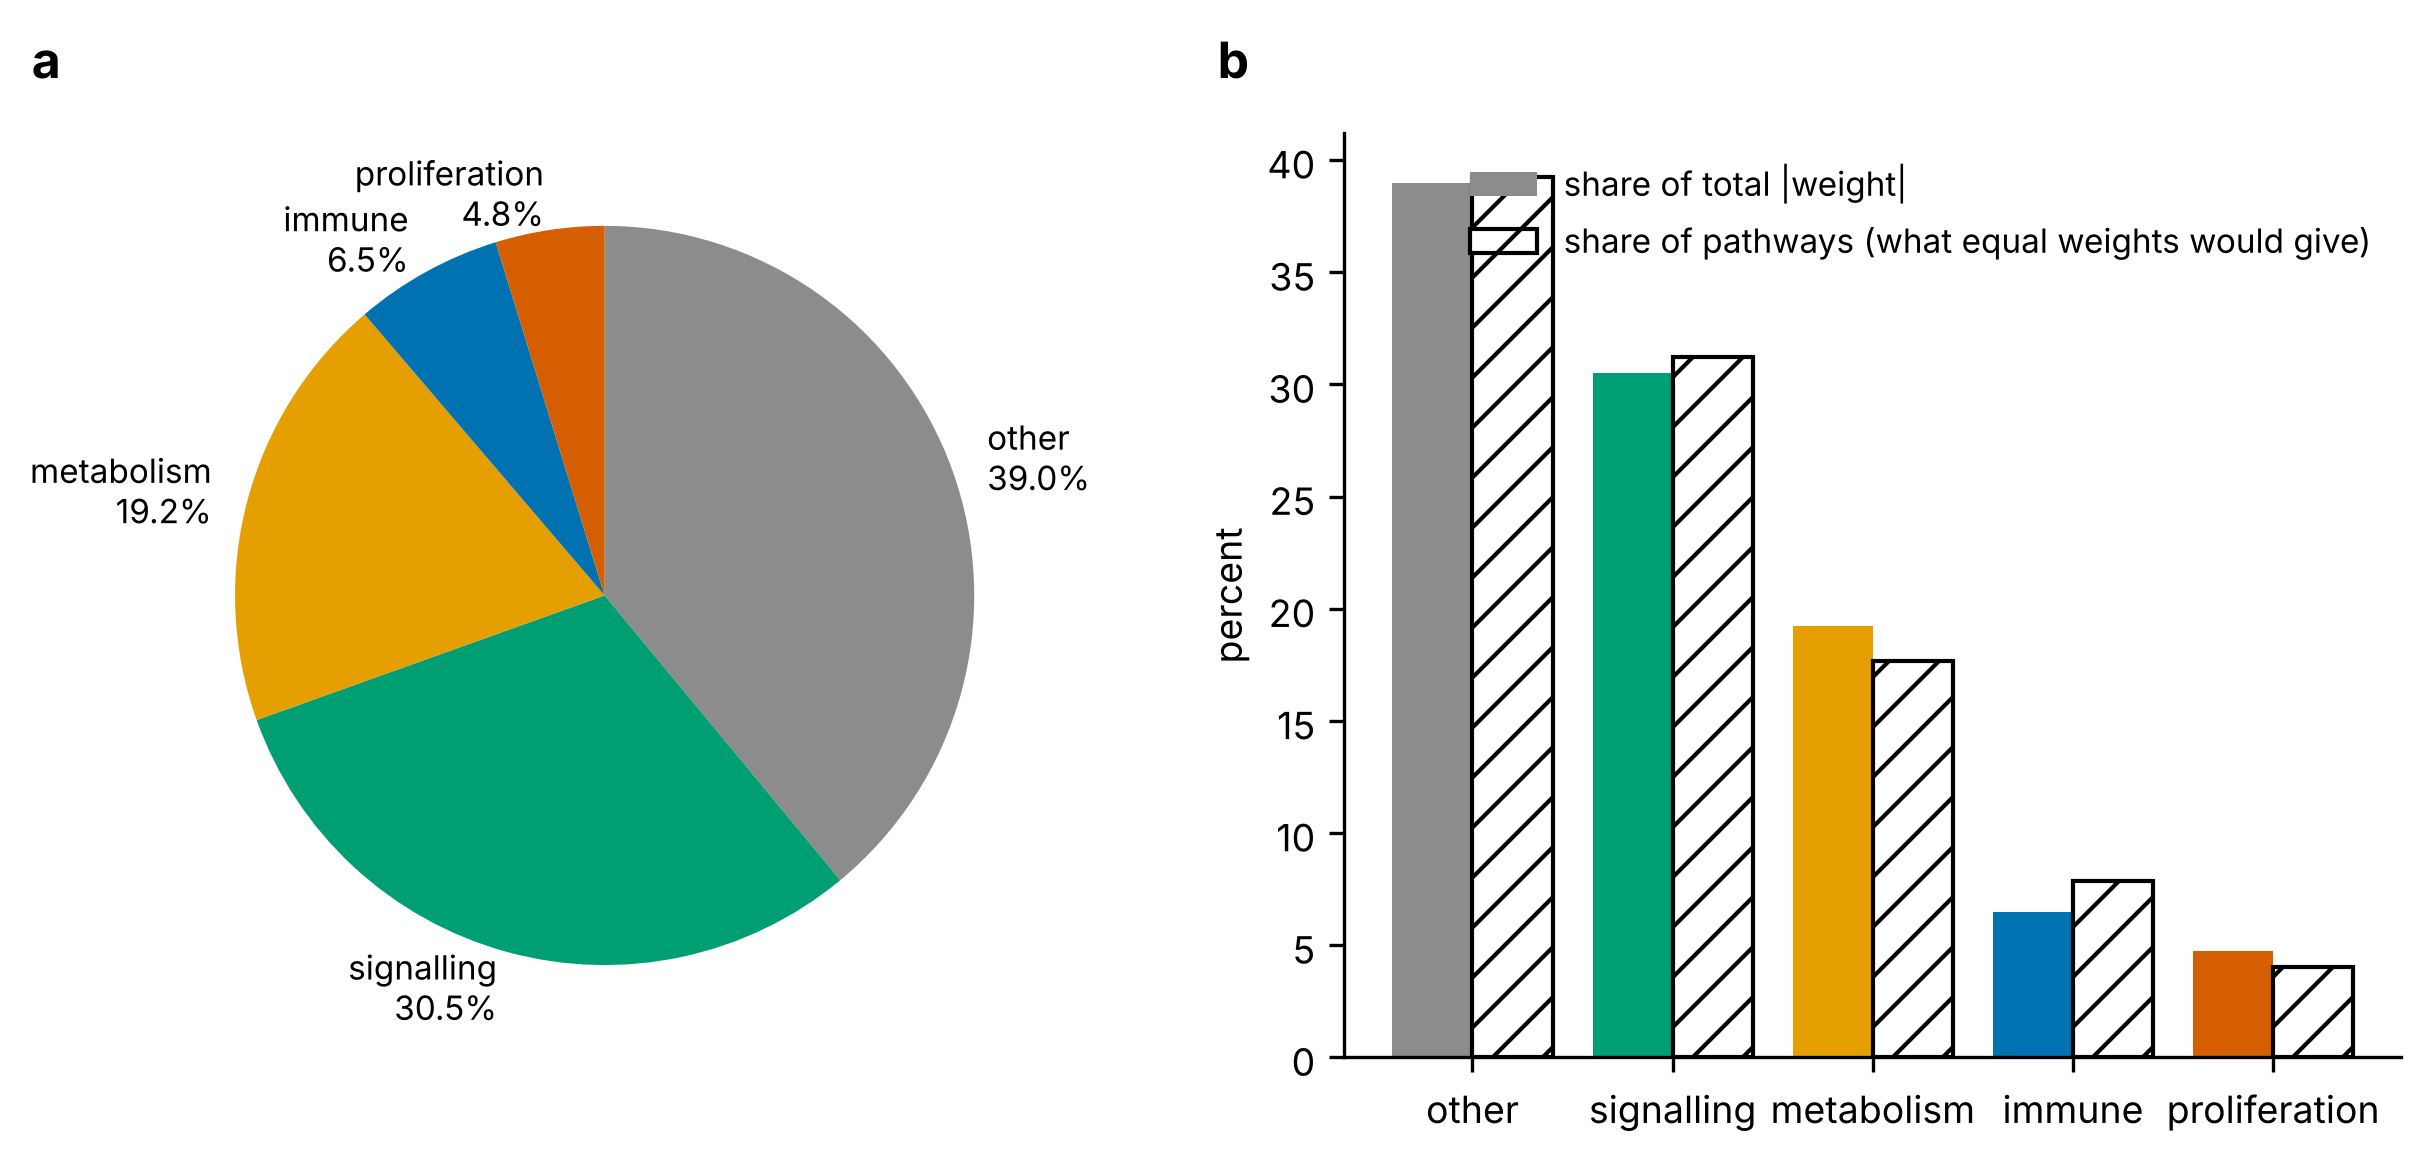 a
proliferation
4.8%
immune
6.5%
metabolism
19.2%
other
39.0%
signalling
30.5%
b
share of total |weight|
share of pathways (what equal weights would give)
percent
40
35
30
25
20
15
10
5
0
other
signalling
metabolism
immune
proliferation